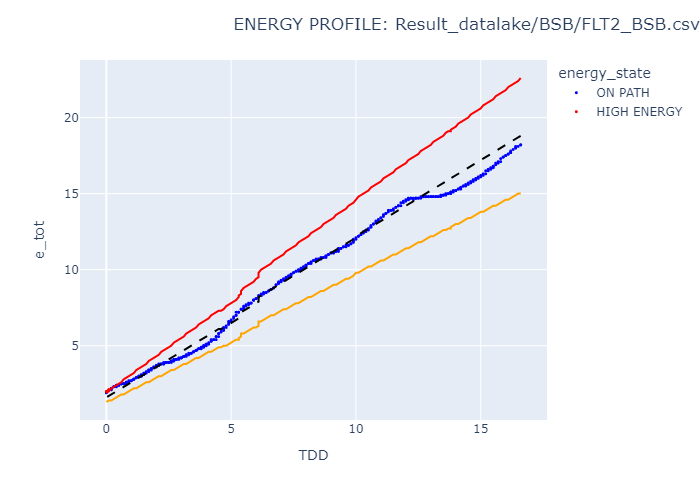 ENERGY PROFILE: Result_datalake/BSB/FLT2_BSB.csv
energy_state
ON PATH
HIGH ENERGY
e_tot
20
15
10
5
0
5
10
15
TDD